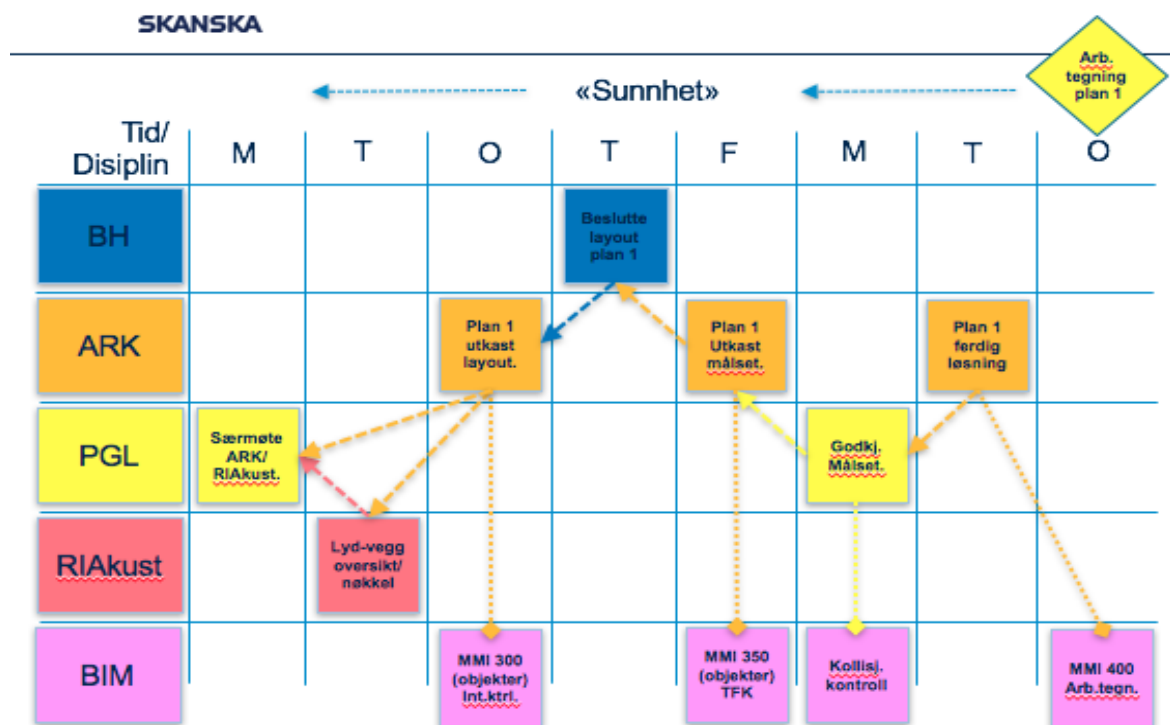 SKANSKA
Arb.
tegning
plan 1
«Sunnhet»
Tid/
Disiplin
M
T
O
T
F
M
T
O
BH
Beslutte
layout
plan 1
ARK
Plan 1
utkast
layout.
Plan 1
Utkast
målset.
Plan 1
ferdig
løsning
PGL
Særmøte
ARK/
RIAkust.
Godkj.
Målset.
RIAkust
Lyd-vegg
oversikt/
nøkkel
BIM
MMI 300
(objekter)
Int.ktrl.
MMI 350
(objekter)
TFK
Kollisj.
kontroll
MMI 400
Arb.tegn.